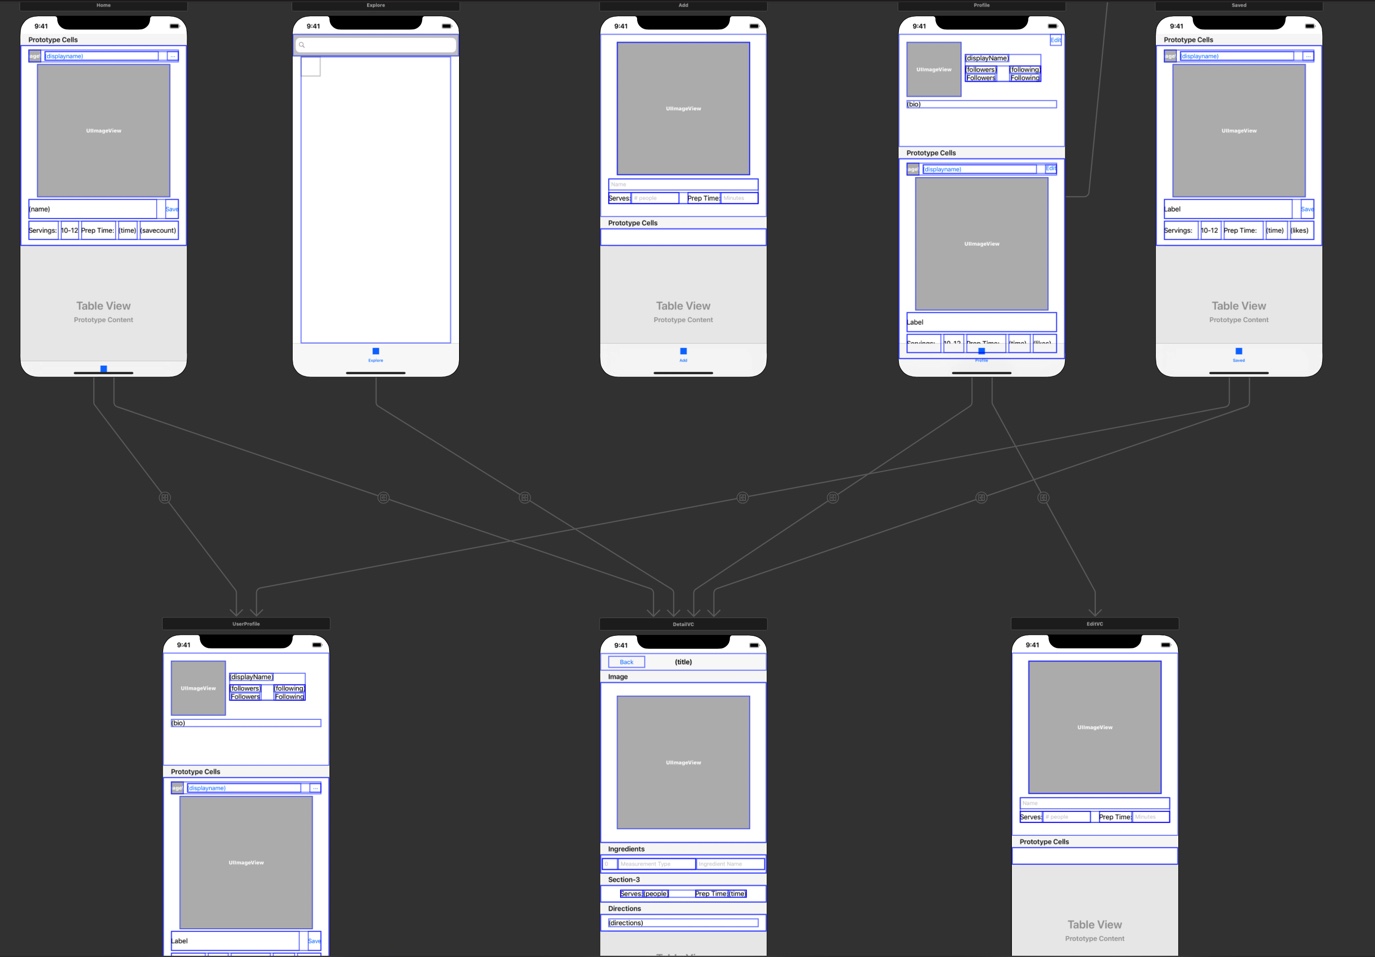 Home
9:41
Prototype Cells
(displayname)
...
UIImageView
(name)
Save
Servings:
10-12
Prep Time:
(time)
(savecount)
Table View
Prototype Content
Explore
9:41
Explore
Add
9:41
UIImageView
Name
Serves:
# people
Prep Time:
Minutes
Prototype Cells
Table View
Prototype Content
Add
Profile
9:41
Edit
UIImageView
(displayName)
(followers)
(following)
Followers
Following
(bio)
Prototype Cells
(displayname)
Edit
UIImageView
Label
Servings:
10-12
Prep Time:
(time)
(likes)
Profile
Saved
9:41
Prototype Cells
(displayname)
...
UIImageView
Label
Save
Servings:
10-12
Prep Time:
(time)
(likes)
Table View
Prototype Content
Saved
UserProfile
9:41
UIImageView
(displayName)
(followers)
(following)
Followers
Following
(bio)
Prototype Cells
(displayname)
...
UIImageView
Label
Save
DetailVC
9:41
Back
(title)
Image
UIImageView
Ingredients
Measurement Type
Ingredient Name
Section-3
Serves:
(people)
Prep Time:
(time)
Directions
(directions)
EditVC
9:41
UIImageView
Name
Serves:
# people
Prep Time:
Minutes
Prototype Cells
Table View
Prototype Content